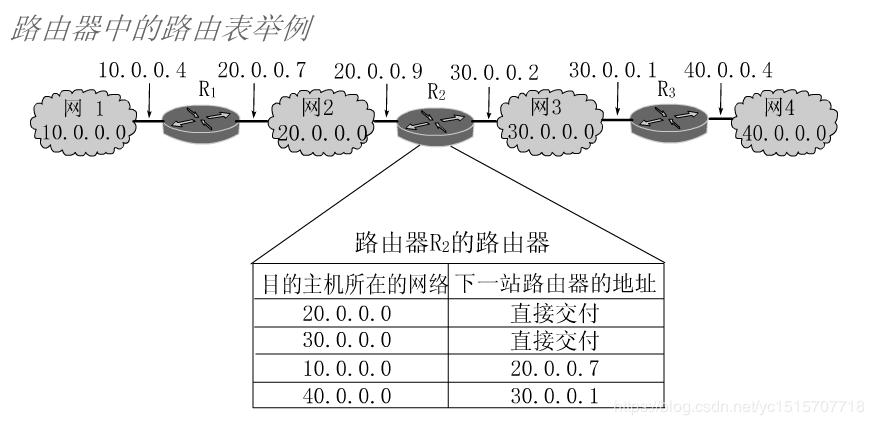 路由器中的路由表举例
10.0.0.4 20.0.0.7 20.0.0.9 30.0.0.2 30.0.0.1 40.0.0.4
R1 R2 R3
网 1 网2 网3 网4
10.0.0.0 20.0.0.0 30.0.0.0 40.0.0.0
路由器R2的路由器
目的主机所在的网络 下一站路由器的地址
20.0.0.0 直接交付
30.0.0.0 直接交付
10.0.0.0 20.0.0.7
40.0.0.0 30.0.0.1
https://blog.csdn.net/yc1515707718